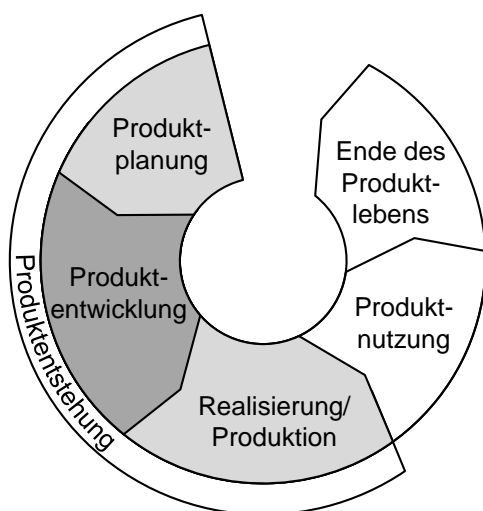 Produkt-
planung
Produkt-
entwicklung
Realisierung/
Produktion
Produkt-
nutzung
Ende des
Produkt-
lebens
Produktentstehung